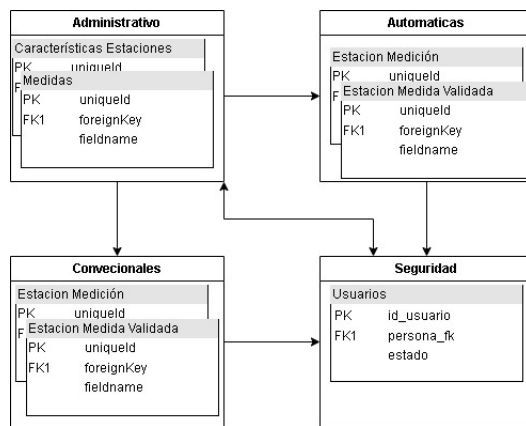 Administrativo
Características Estaciones
PK uniqueId
F
Medidas
PK uniqueId
FK1 foreignKey
fieldname
Automaticas
Estacion Medición
PK uniqueId
F
Estacion Medida Validada
PK uniqueId
FK1 foreignKey
fieldname
Convecionales
Estacion Medición
PK uniqueId
F
Estacion Medida Validada
PK uniqueId
FK1 foreignKey
fieldname
Seguridad
Usuarios
PK id_usuario
FK1 persona_fk
estado